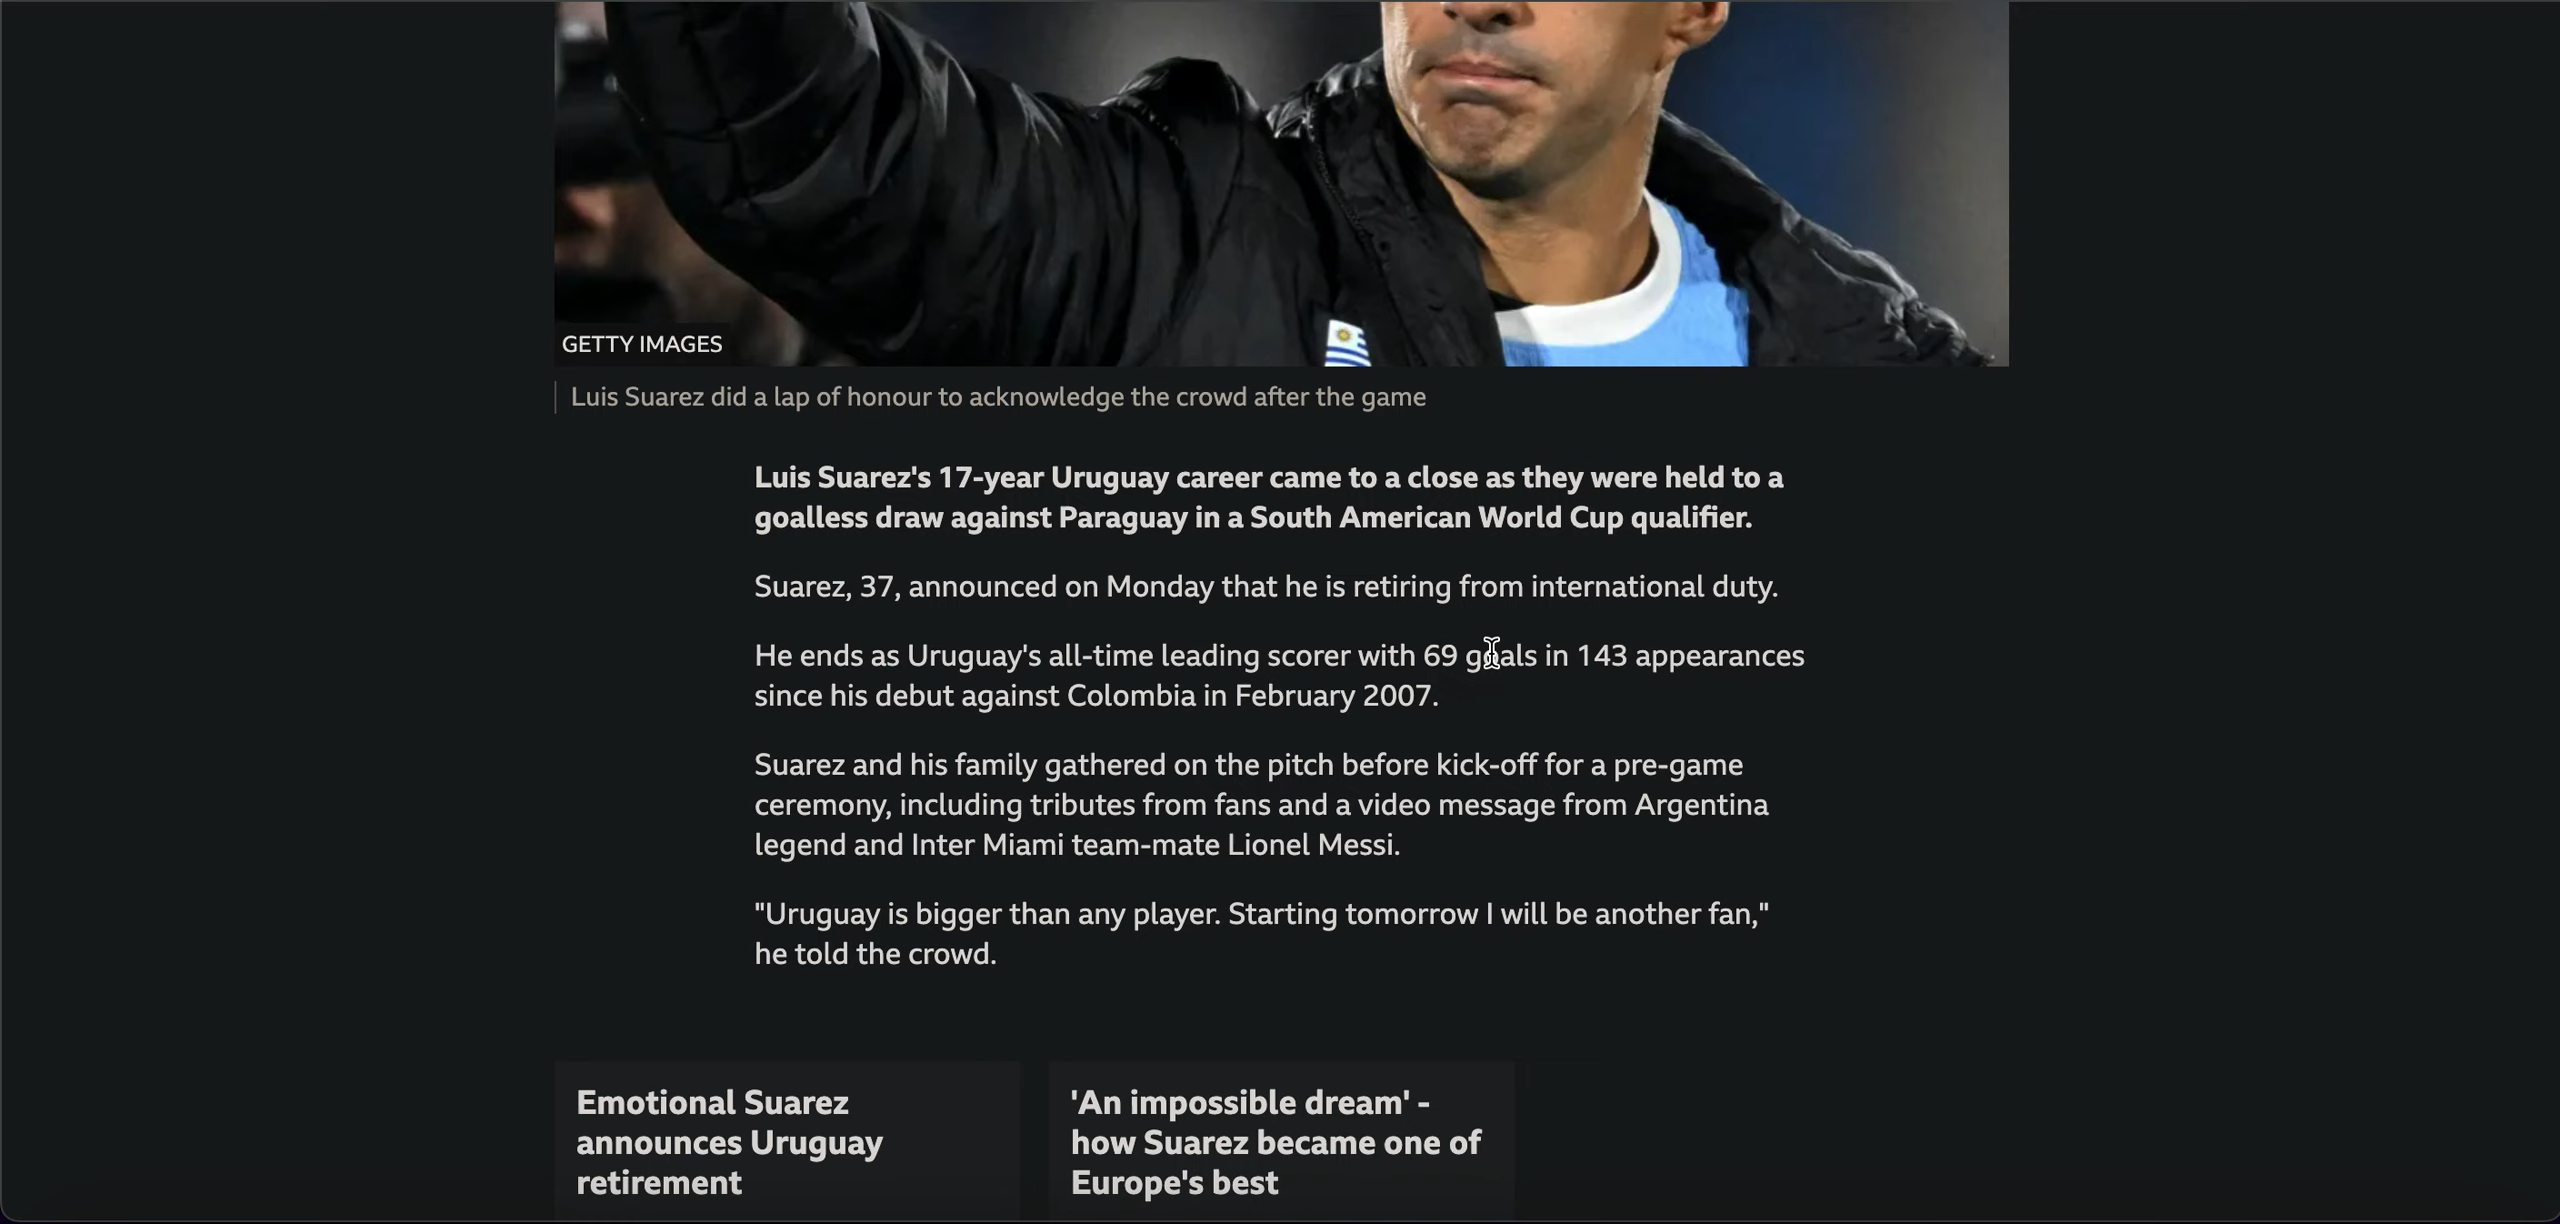 GETTY IMAGES
Luis Suarez did a lap of honour to acknowledge the crowd after the game
Luis Suarez's 17-year Uruguay career came to a close as they were held to a
goalless draw against Paraguay in a South American World Cup qualifier.
Suarez, 37, announced on Monday that he is retiring from international duty.
He ends as Uruguay's all-time leading scorer with 69 goals in 143 appearances
since his debut against Colombia in February 2007.
Suarez and his family gathered on the pitch before kick-off for a pre-game
ceremony, including tributes from fans and a video message from Argentina
legend and Inter Miami team-mate Lionel Messi.
"Uruguay is bigger than any player. Starting tomorrow I will be another fan,"
he told the crowd.
Emotional Suarez
announces Uruguay
retirement
'An impossible dream' -
how Suarez became one of
Europe's best